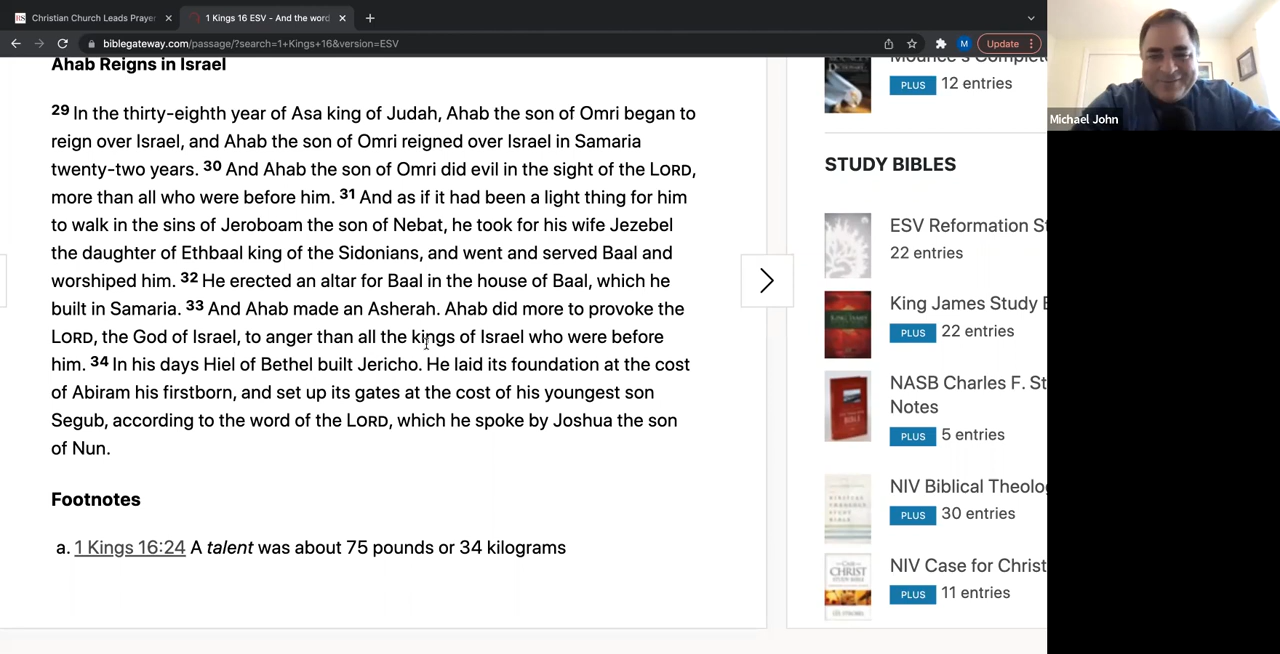 Christian Church Leads Prayer
1 Kings 16 ESV - And the word
biblegateway.com/passage/?search=1+Kings+16&version=ESV
M
Update
Ahab Reigns in Israel
29 In the thirty-eighth year of Asa king of Judah, Ahab the son of Omri began to
reign over Israel, and Ahab the son of Omri reigned over Israel in Samaria
twenty-two years. 30 And Ahab the son of Omri did evil in the sight of the LORD,
more than all who were before him. 31 And as if it had been a light thing for him
to walk in the sins of Jeroboam the son of Nebat, he took for his wife Jezebel
the daughter of Ethbaal king of the Sidonians, and went and served Baal and
worshiped him. 32 He erected an altar for Baal in the house of Baal, which he
built in Samaria. 33 And Ahab made an Asherah. Ahab did more to provoke the
LORD, the God of Israel, to anger than all the kings of Israel who were before
him. 34 In his days Hiel of Bethel built Jericho. He laid its foundation at the cost
of Abiram his firstborn, and set up its gates at the cost of his youngest son
Segub, according to the word of the LORD, which he spoke by Joshua the son
of Nun.
Footnotes
a. 1 Kings 16:24 A talent was about 75 pounds or 34 kilograms
PLUS 12 entries
STUDY BIBLES
ESV Reformation St
22 entries
King James Study
PLUS 22 entries
NASB Charles F. St
Notes
PLUS 5 entries
NIV Biblical Theolo
PLUS 30 entries
NIV Case for Christ
PLUS 11 entries
Michael John